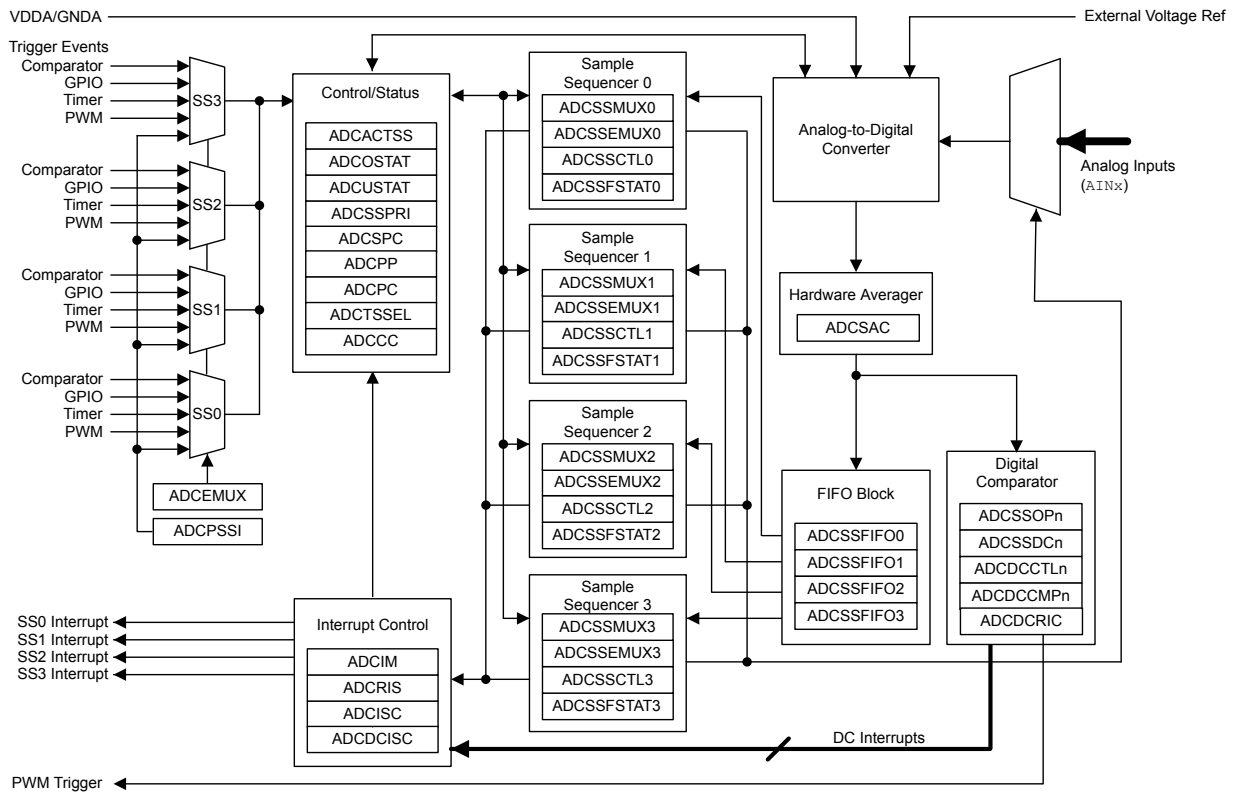 VDDA/GNDA
External Voltage Ref
Trigger Events
Comparator
GPIO
Timer
PWM
SS3
Comparator
GPIO
Timer
PWM
SS2
Comparator
GPIO
Timer
PWM
SS1
Comparator
GPIO
Timer
PWM
SS0
ADCEMUX
ADCPSSI
Control/Status
ADCACTSS
ADCOSTAT
ADCUSTAT
ADCSSPRI
ADCSPC
ADCPP
ADCPC
ADCTSSEL
ADCCC
Sample
Sequencer 0
ADCSSMUX0
ADCSSEMUX0
ADCSSCTL0
ADCSSFSTAT0
Sample
Sequencer 1
ADCSSMUX1
ADCSSEMUX1
ADCSSCTL1
ADCSSFSTAT1
Sample
Sequencer 2
ADCSSMUX2
ADCSSEMUX2
ADCSSCTL2
ADCSSFSTAT2
Sample
Sequencer 3
ADCSSMUX3
ADCSSEMUX3
ADCSSCTL3
ADCSSFSTAT3
Analog-to-Digital
Converter
Analog Inputs
(AINx)
Hardware Averager
ADCSAC
FIFO Block
ADCSSFIFO0
ADCSSFIFO1
ADCSSFIFO2
ADCSSFIFO3
Digital
Comparator
ADCSSOPn
ADCSSDCn
ADCDCCTLn
ADCDCCMPn
ADCDCRIC
SS0 Interrupt
SS1 Interrupt
SS2 Interrupt
SS3 Interrupt
Interrupt Control
ADCIM
ADCRIS
ADCISC
ADCDCISC
DC Interrupts
PWM Trigger